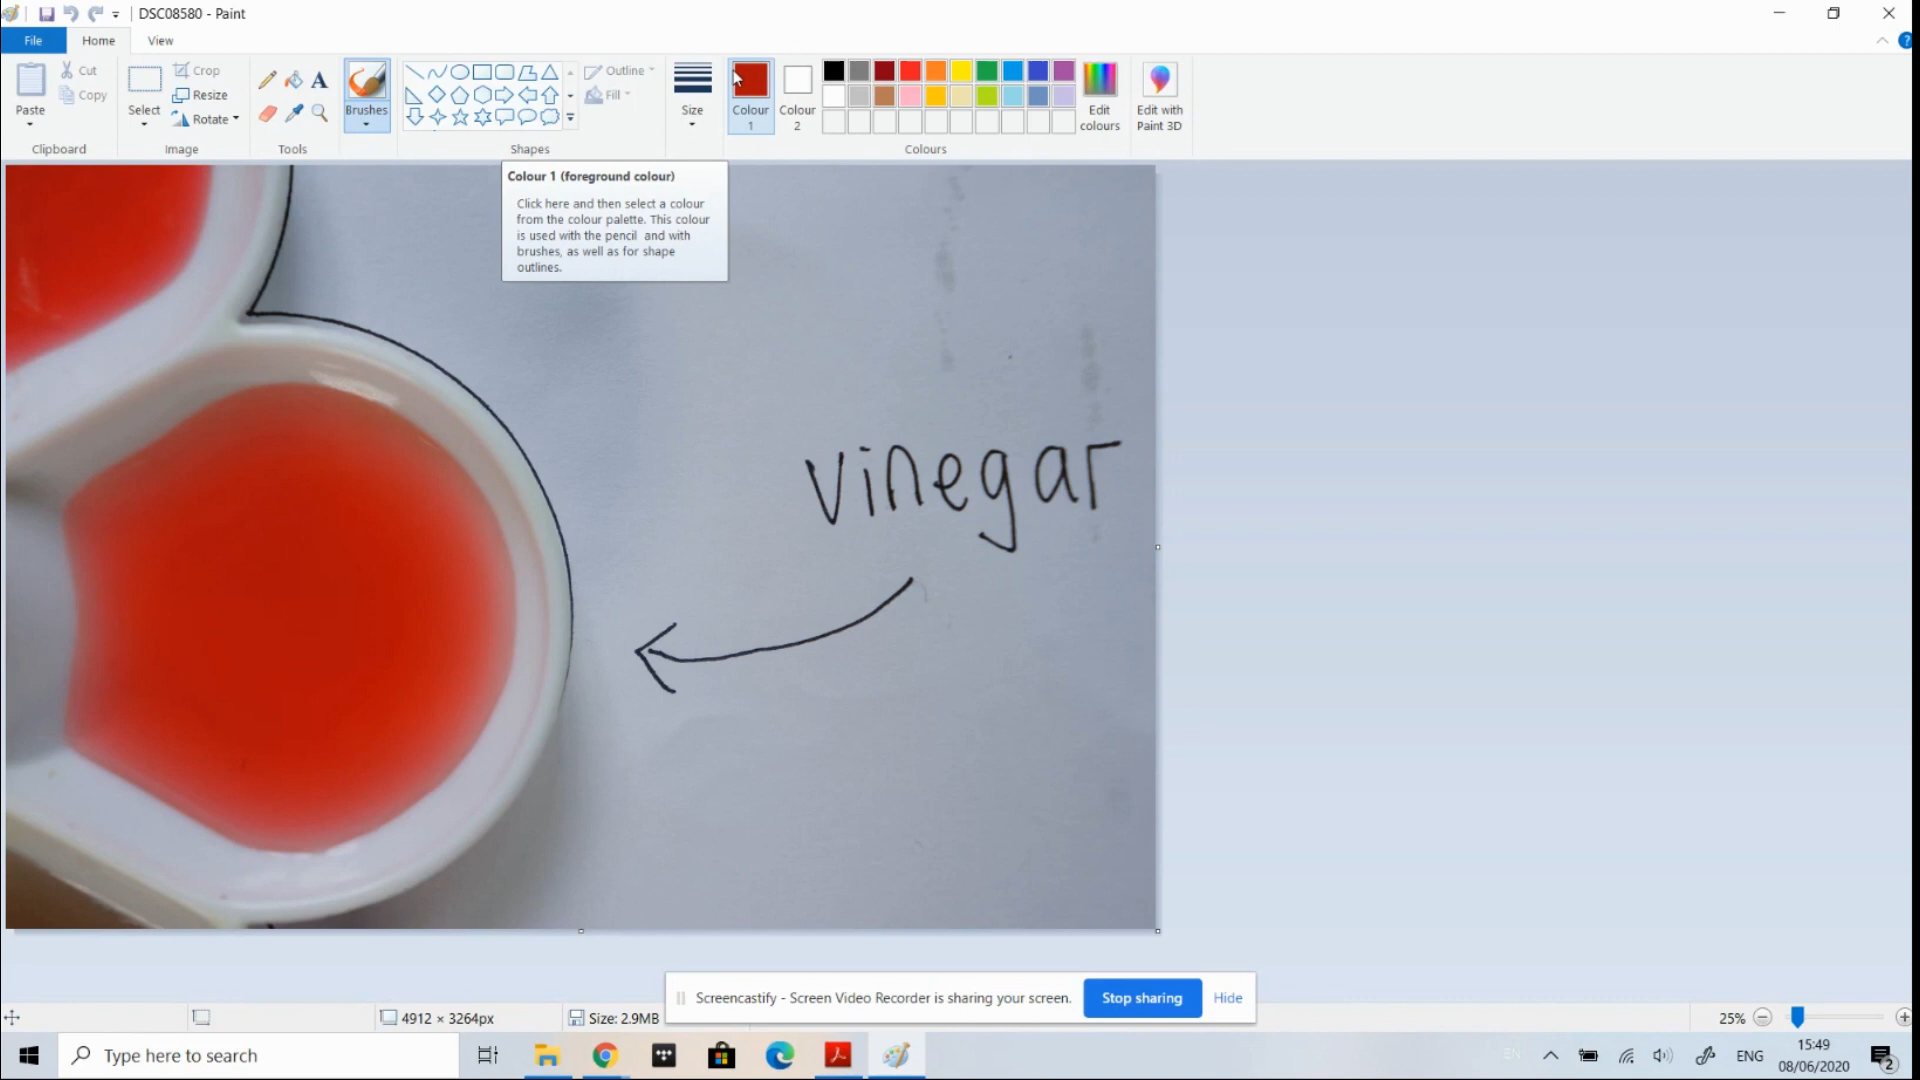 DSC08580 - Paint
File Home View
Paste
Cut
Copy
Clipboard
Select
Crop
Resize
Rotate
Image
A
Tools
Brushes
Shapes
Outline
Fill
Size
Colour
1
Colour
2
Edit
colours
Colours
Edit with
Paint 3D
Colour 1 (foreground colour)
Click here and then select a colour
from the colour palette. This colour
is used with the pencil and with
brushes, as well as for shape
outlines.
vinegar
Screencastify - Screen Video Recorder is sharing your screen. Stop sharing Hide
4912 × 3264px Size: 2.9MB 25%
Type here to search
ENG
15:49
08/06/2020
2